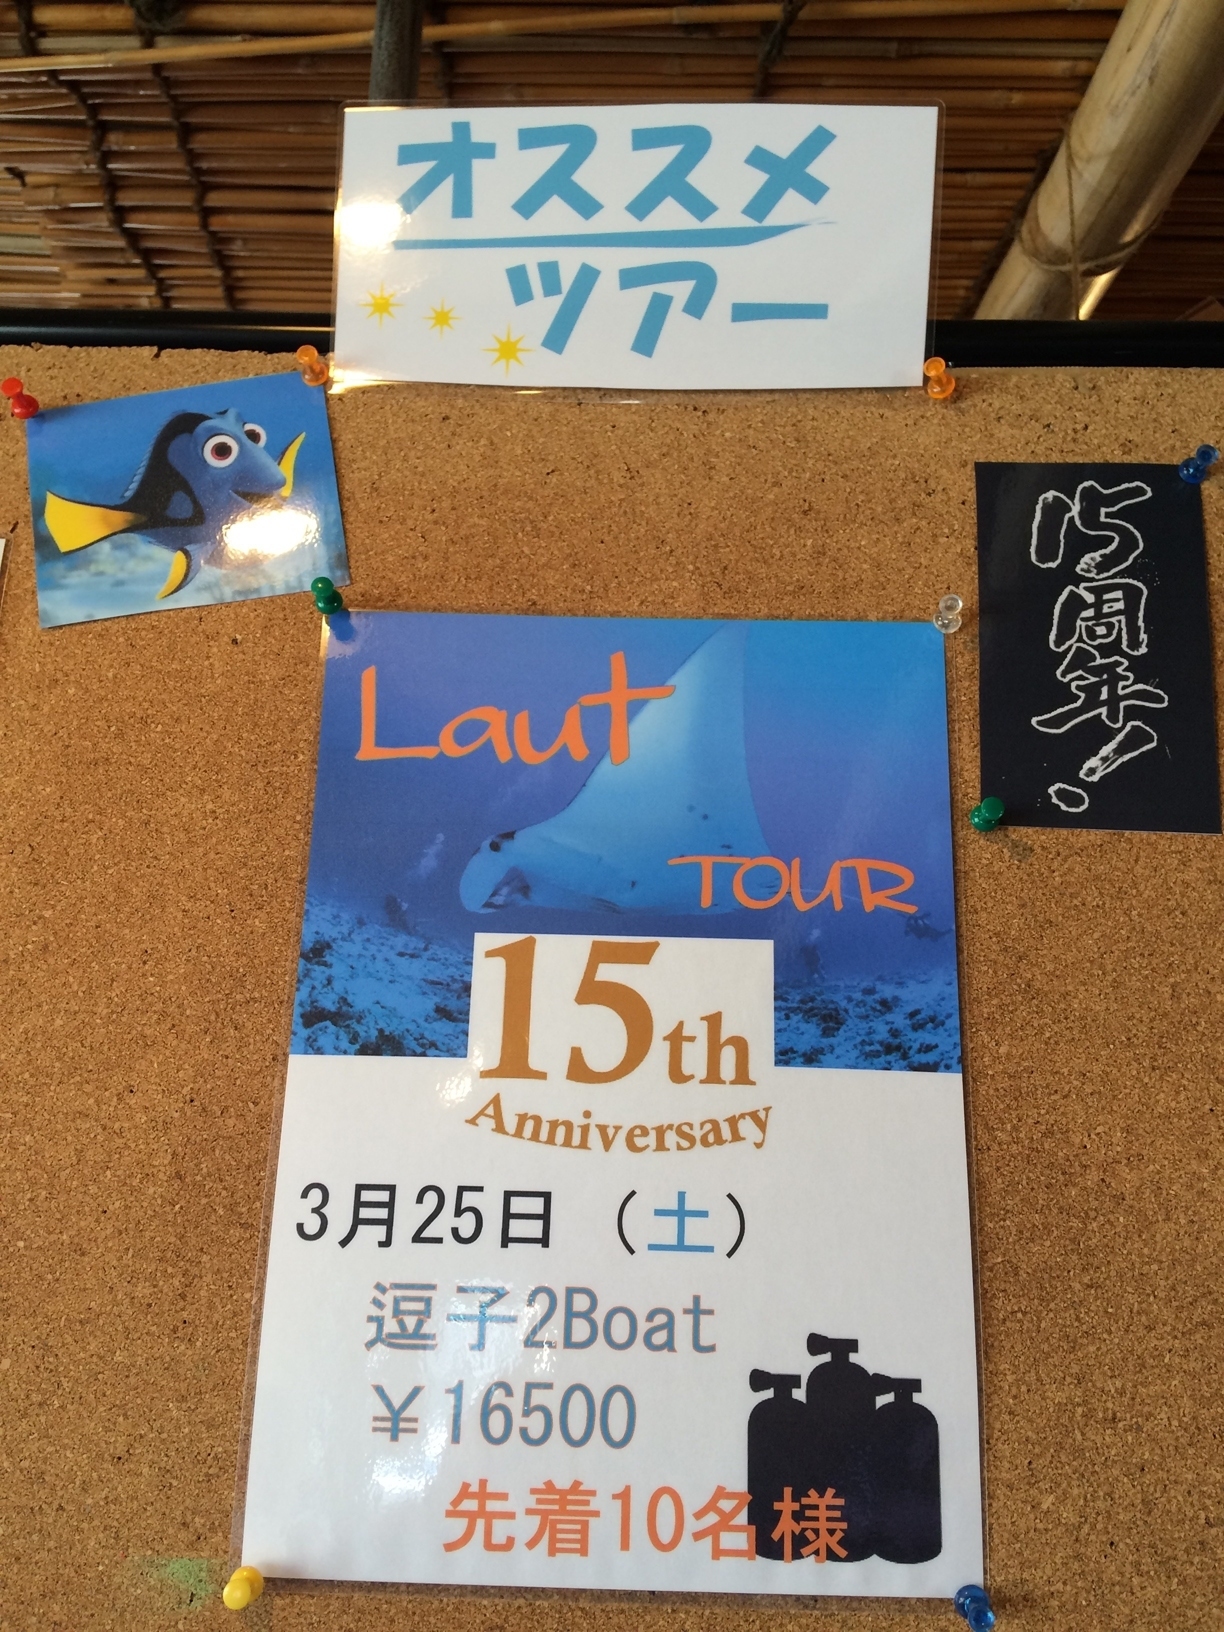 オススメ
ツアー
15周年!
Laut
TOUR
15th
Anniversary
3月25日 (土)
逗子2Boat
¥16500
先着10名様